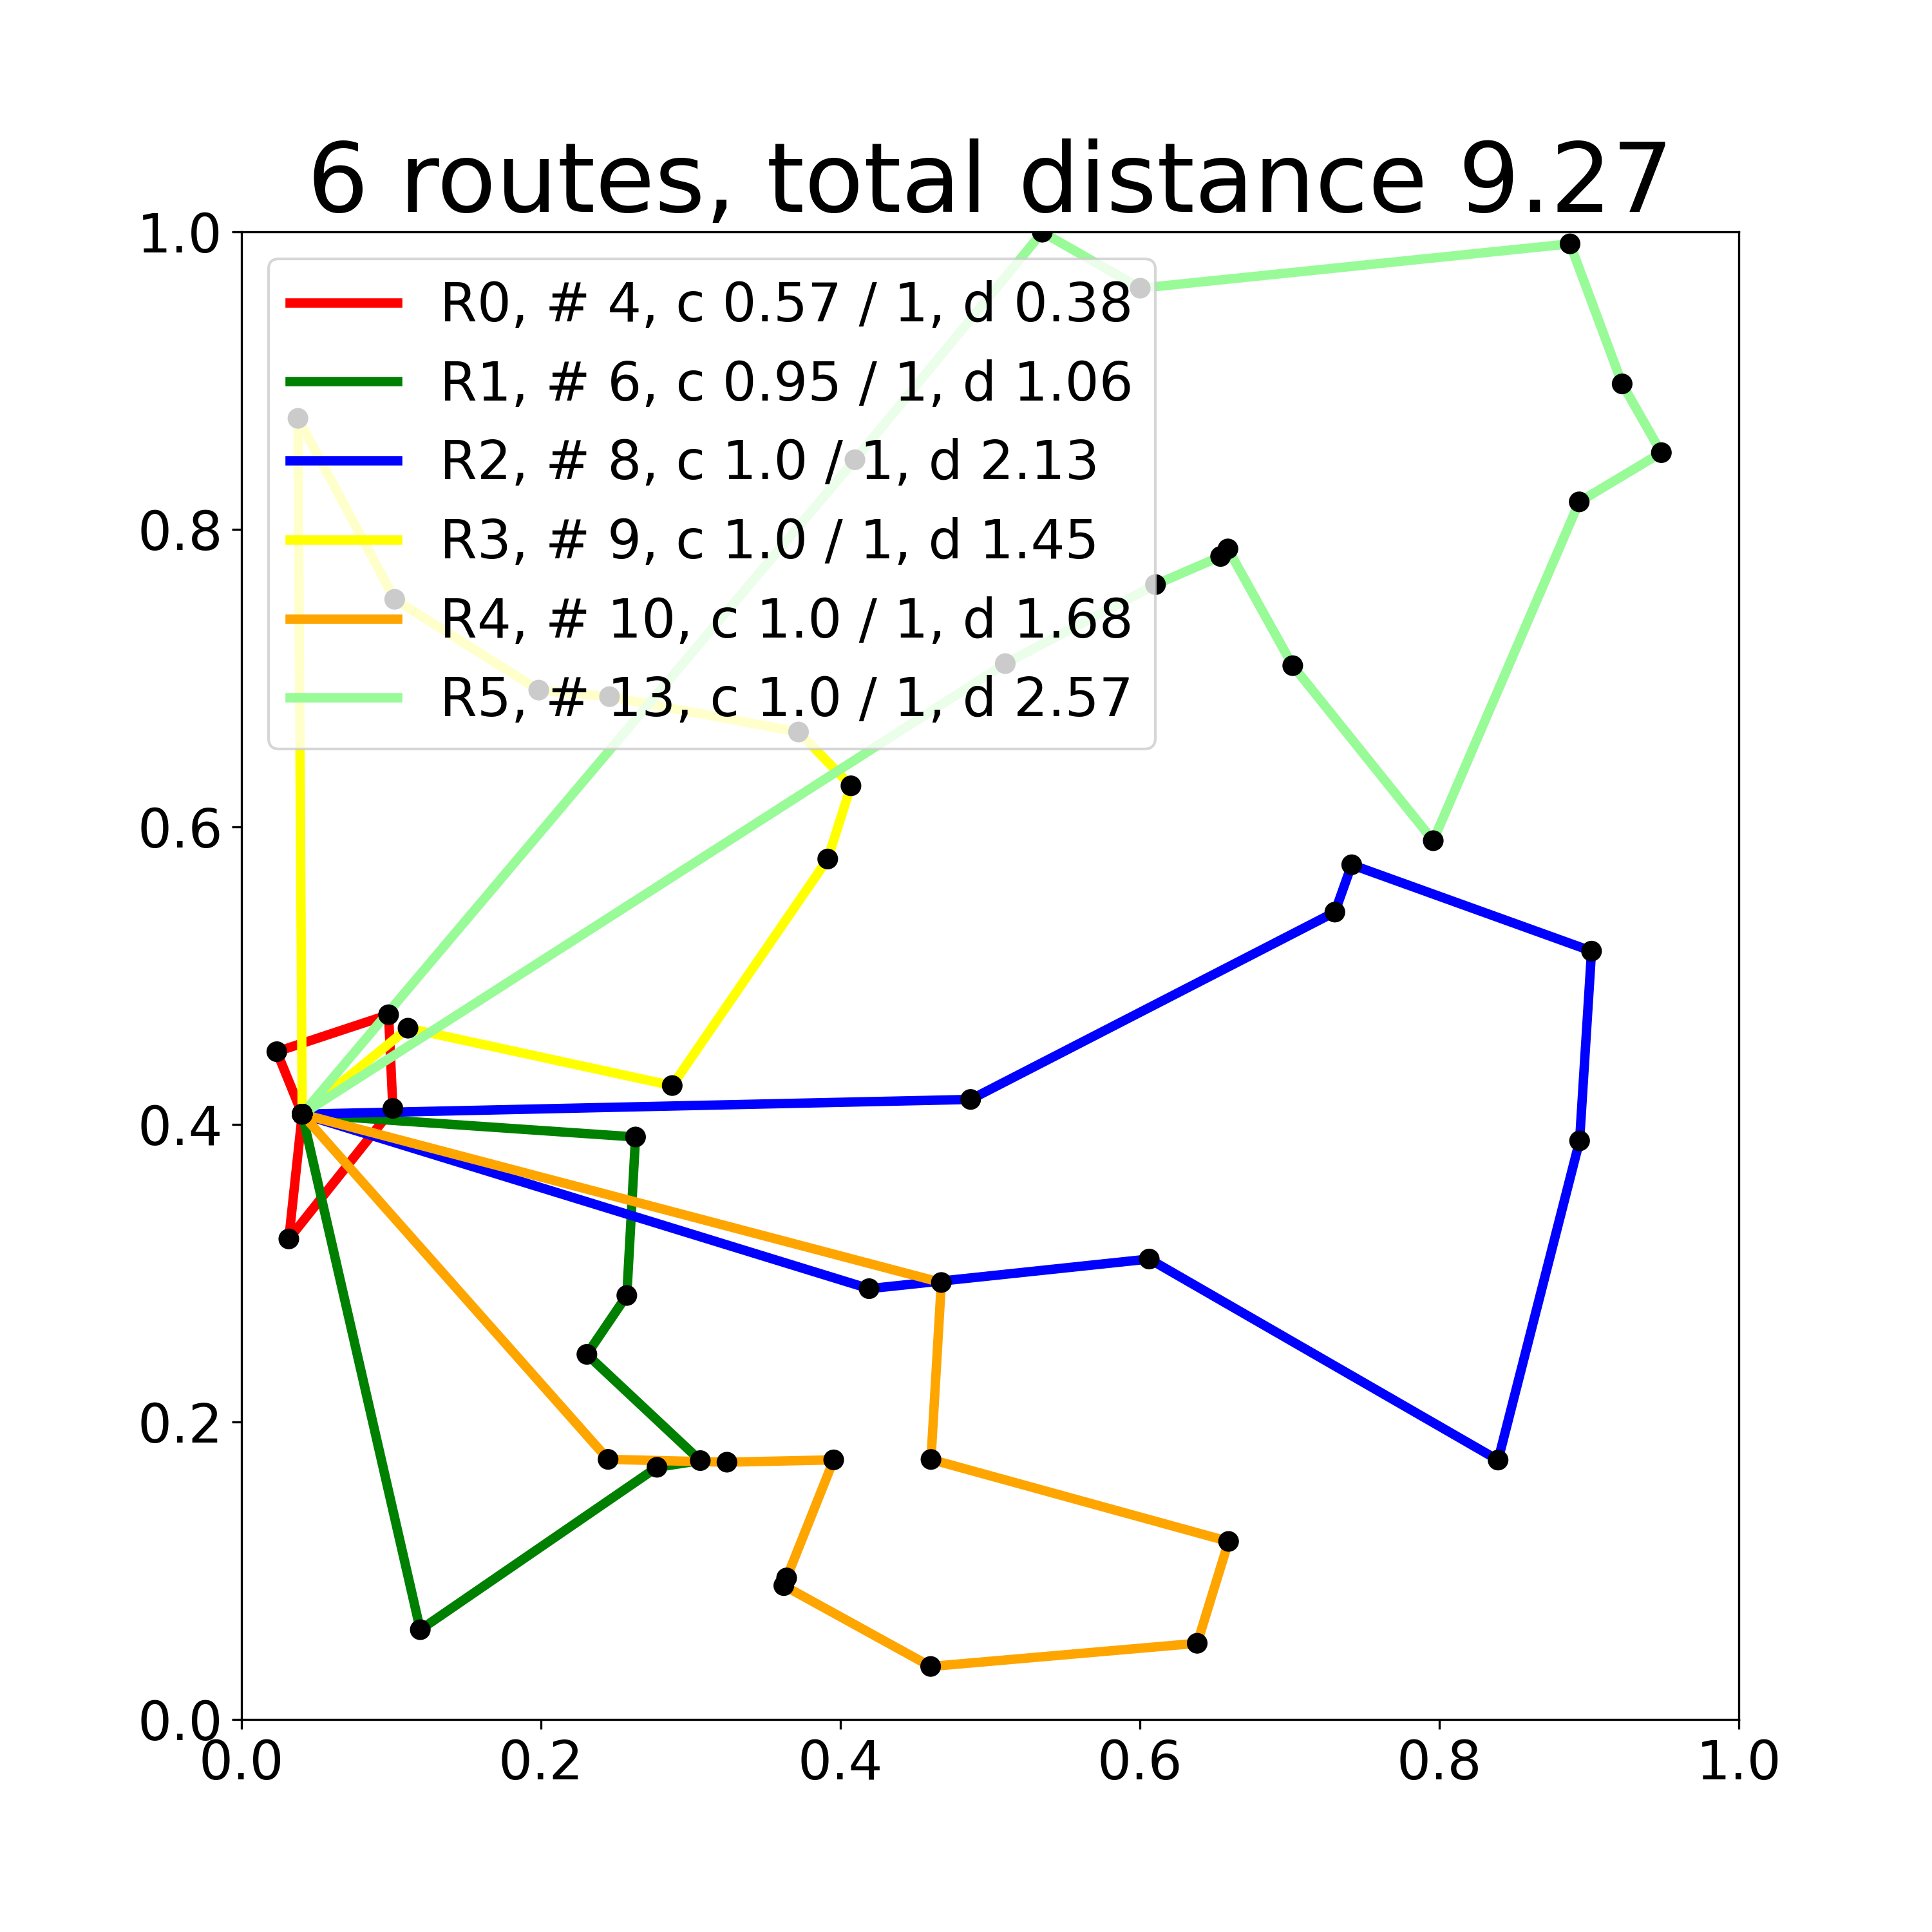 6 routes, total distance 9.27
1.0
R0, # 4, c 0.57 / 1, d 0.38
R1, # 6, c 0.95 / 1, d 1.06
R2, # 8, c 1.0 / 1, d 2.13
R3, # 9, c 1.0 / 1, d 1.45
R4, # 10, c 1.0 / 1, d 1.68
R5, # 13, c 1.0 / 1, d 2.57
0.8
0.6
0.4
0.2
0.0
0.0 0.2 0.4 0.6 0.8 1.0